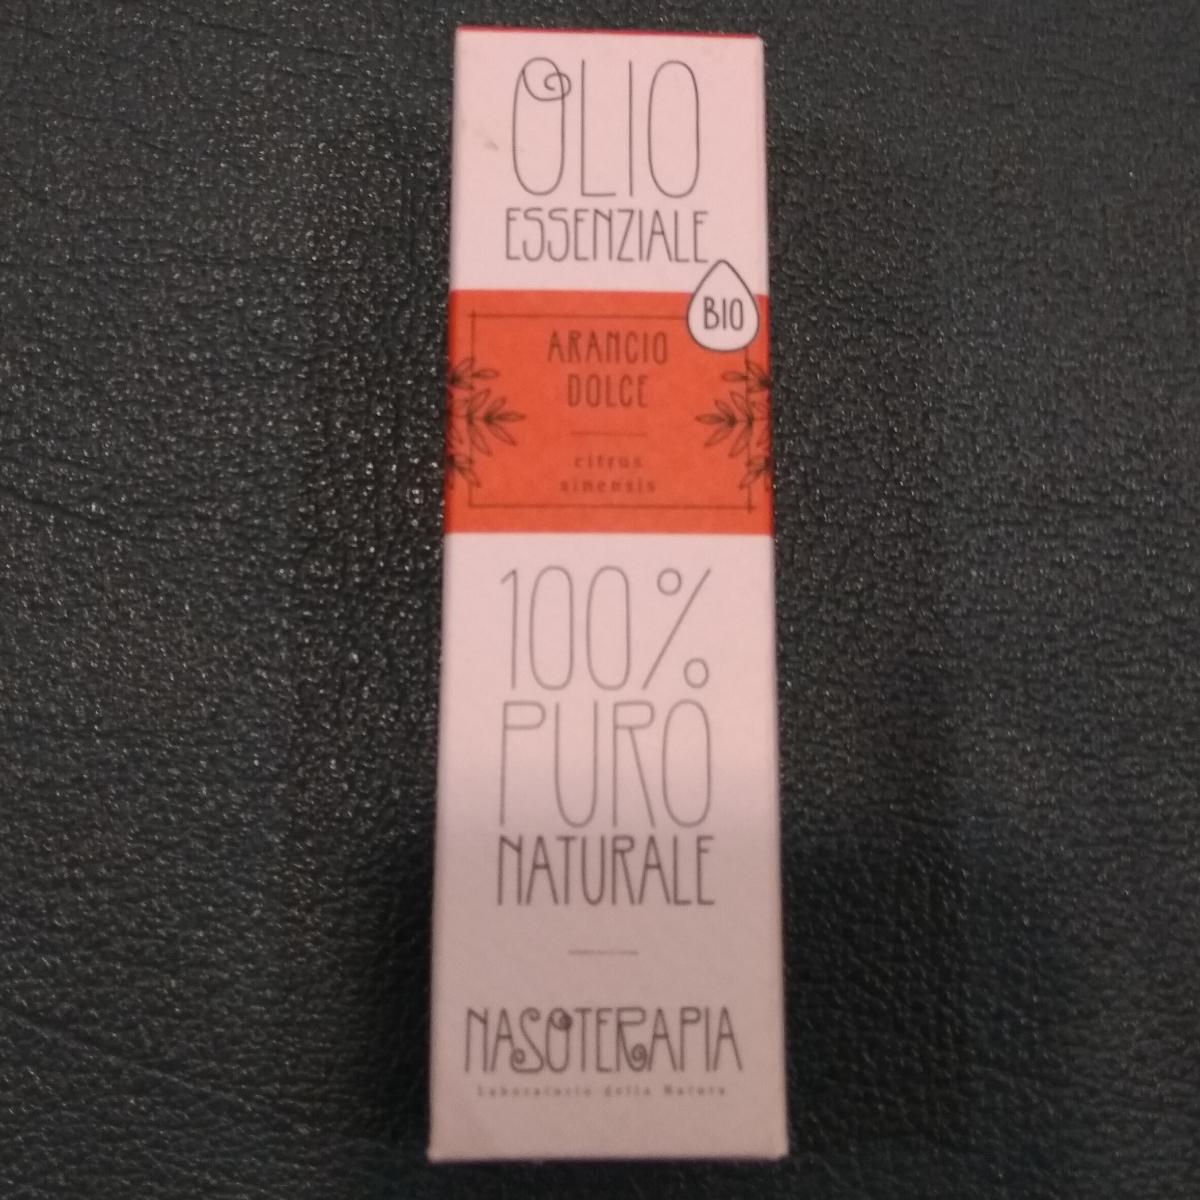 OLIO
ESSENZIALE
BIO
ARANCIO
DOLCE
citrus
sinensis
100%
PURO
NATURALE
NASOTERAPIA
Laboratorio della Natura